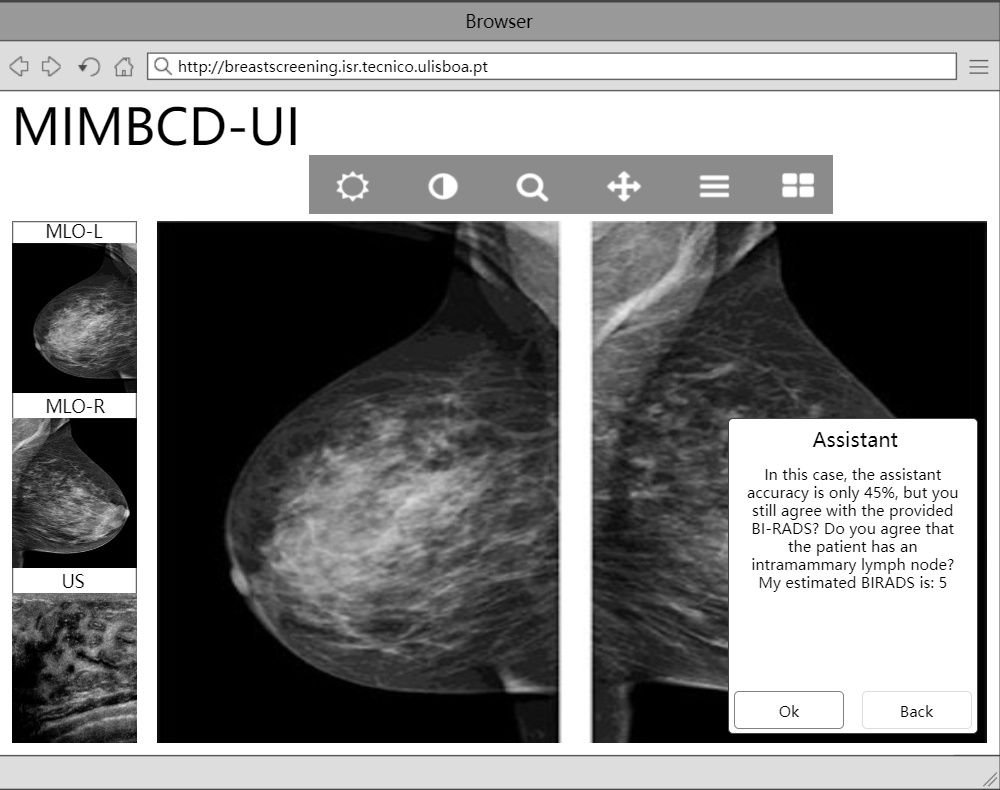 Browser
http://breastscreening.isr.tecnico.ulisboa.pt
MIMBCD-UI
MLO-L
MLO-R
US
Assistant
In this case, the assistant
accuracy is only 45%, but you
still agree with the provided
BI-RADS? Do you agree that
the patient has an
intramammary lymph node?
My estimated BIRADS is: 5
Ok
Back